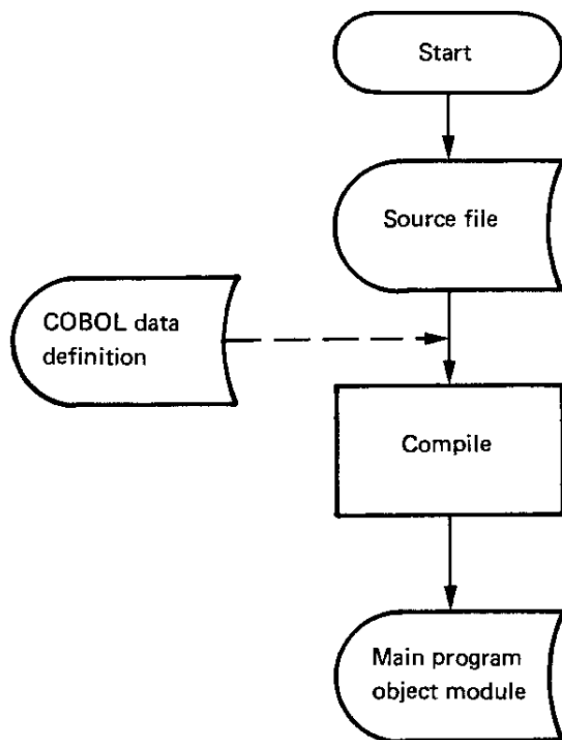 Start
Source file
COBOL data
definition
Compile
Main program
object module